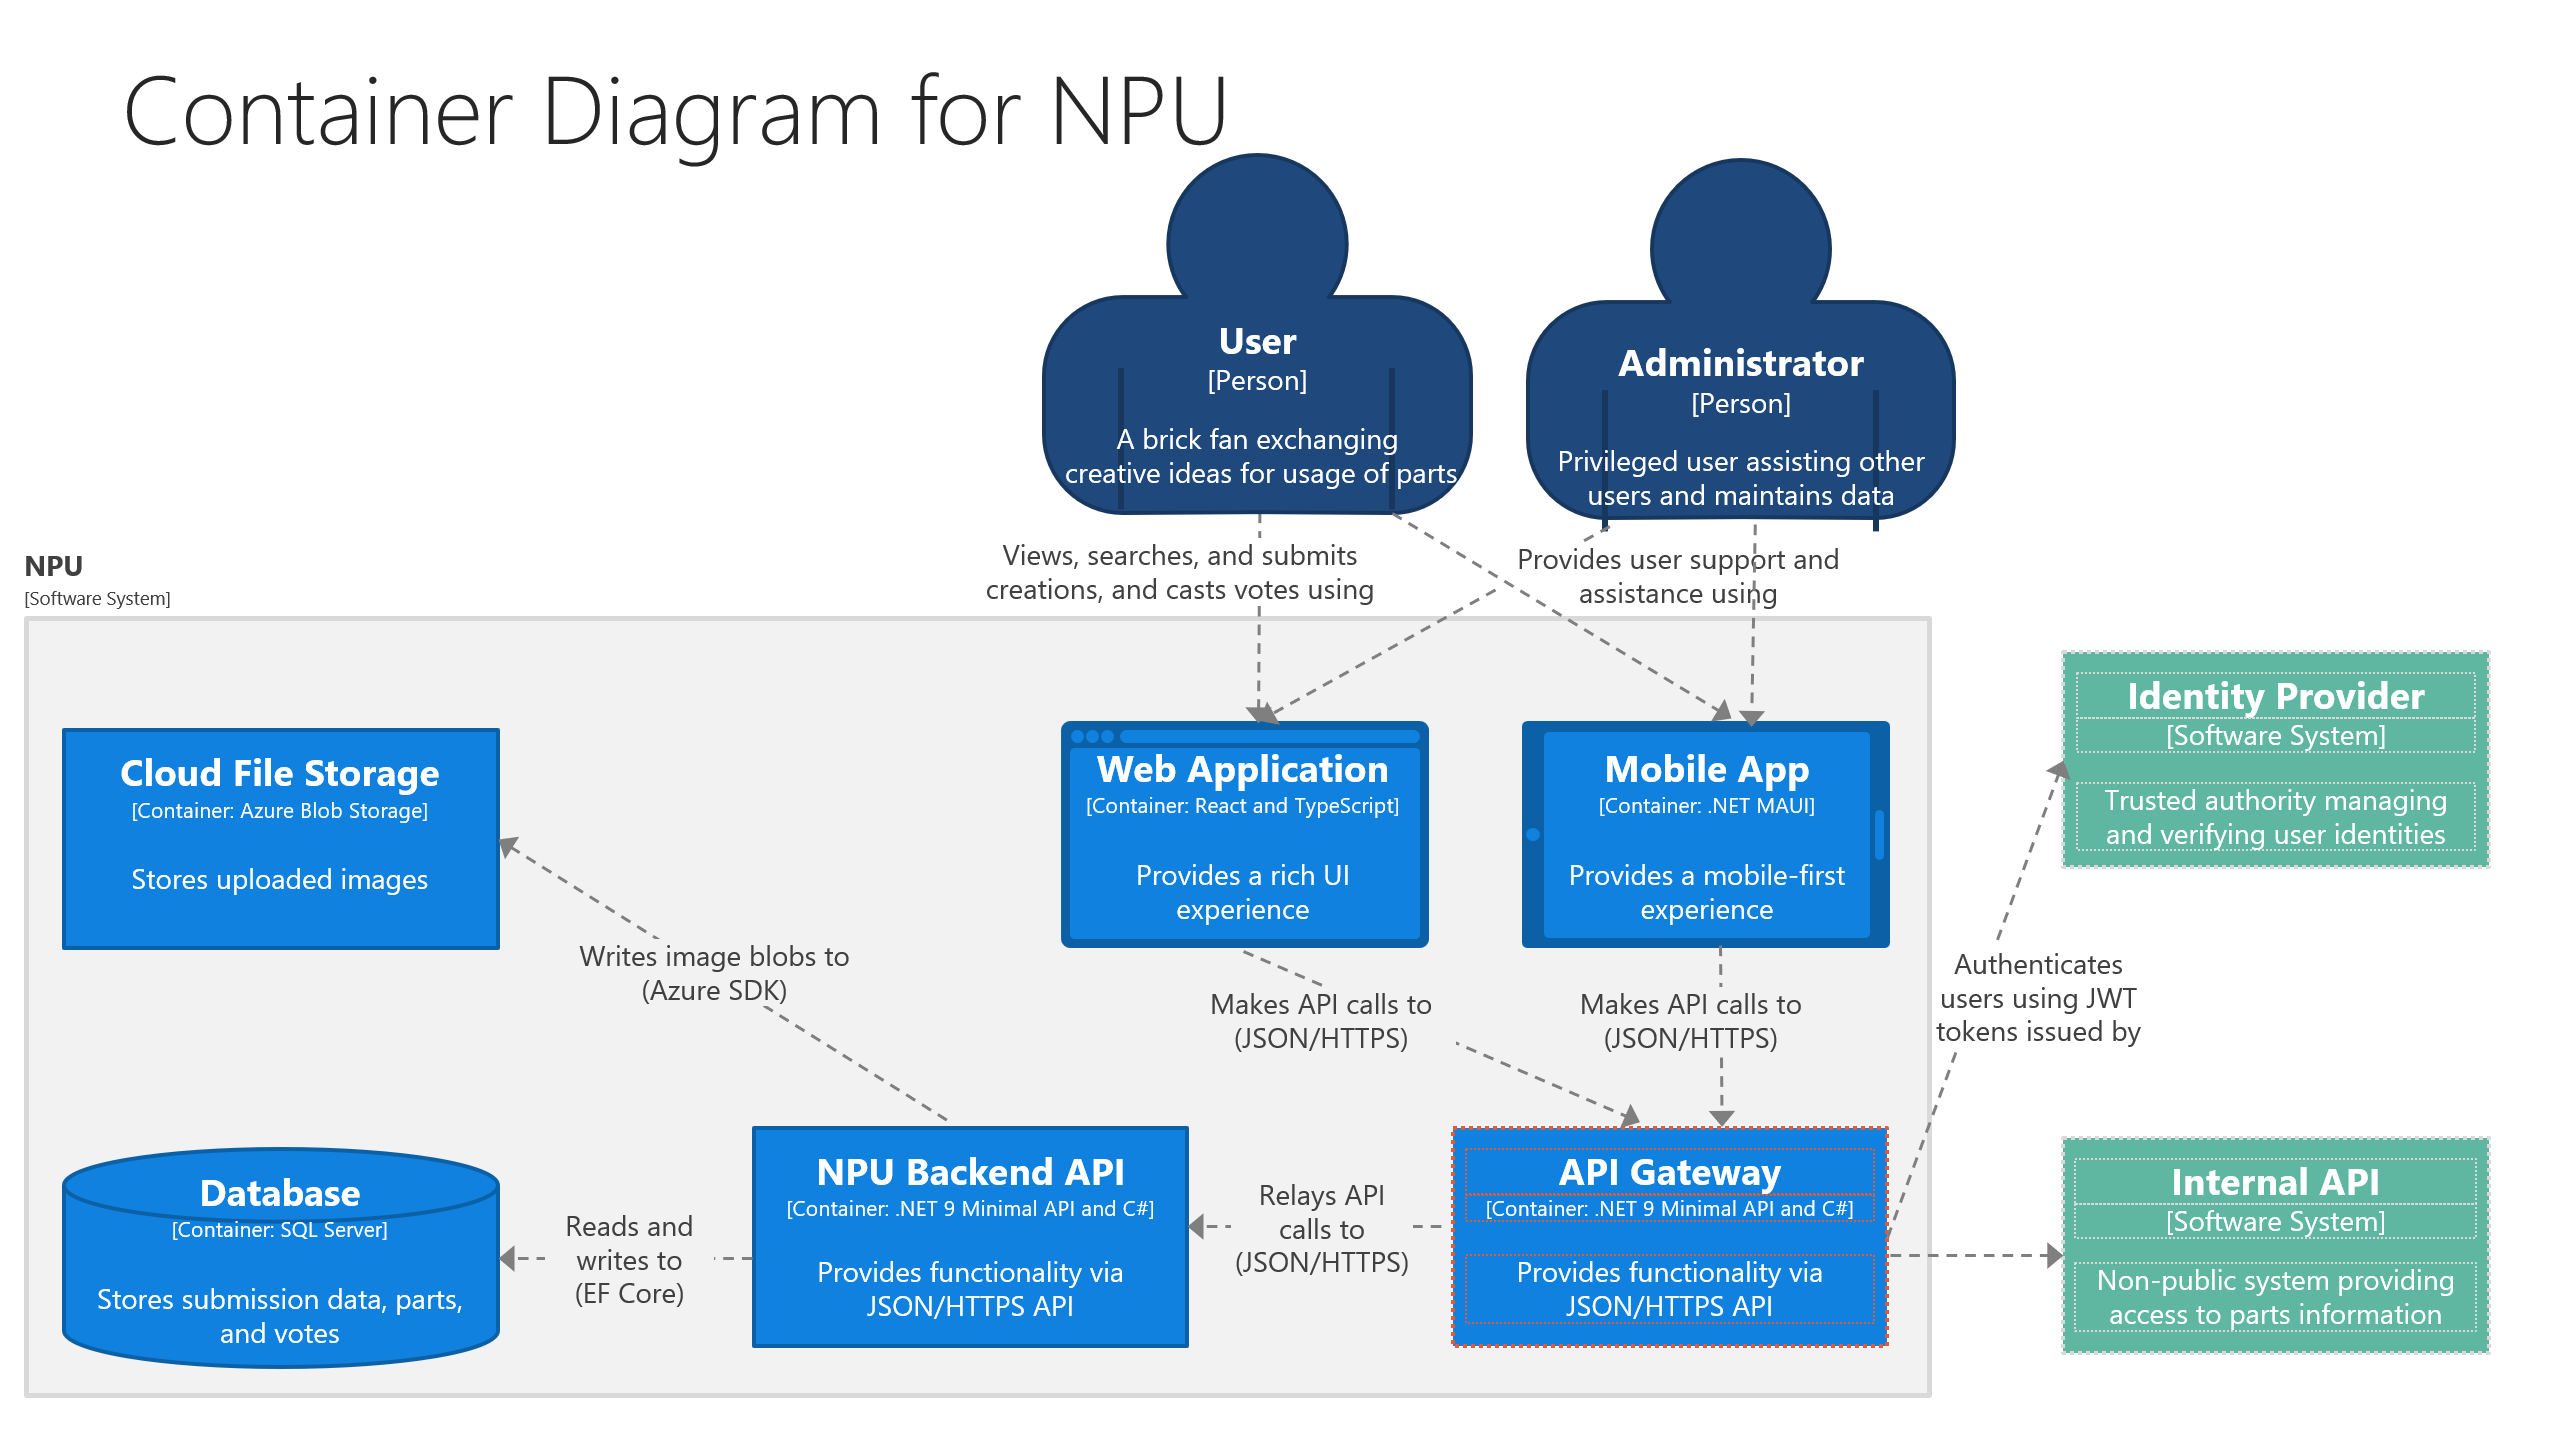 Container Diagram for NPU
User
[Person]
A brick fan exchanging
creative ideas for usage of parts
Administrator
[Person]
Privileged user assisting other
users and maintains data
Views, searches, and submits
creations, and casts votes using
Provides user support and
assistance using
NPU
[Software System]
Cloud File Storage
[Container: Azure Blob Storage]
Stores uploaded images
Web Application
[Container: React and TypeScript]
Provides a rich UI
experience
Mobile App
[Container: .NET MAUI]
Provides a mobile-first
experience
Identity Provider
[Software System]
Trusted authority managing
and verifying user identities
Writes image blobs to
(Azure SDK)
Makes API calls to
(JSON/HTTPS)
Makes API calls to
(JSON/HTTPS)
Authenticates
users using JWT
tokens issued by
Database
[Container: SQL Server]
Stores submission data, parts,
and votes
Reads and
writes to
(EF Core)
NPU Backend API
[Container: .NET 9 Minimal API and C#]
Provides functionality via
JSON/HTTPS API
Relays API
calls to
(JSON/HTTPS)
API Gateway
[Container: .NET 9 Minimal API and C#]
Provides functionality via
JSON/HTTPS API
Internal API
[Software System]
Non-public system providing
access to parts information